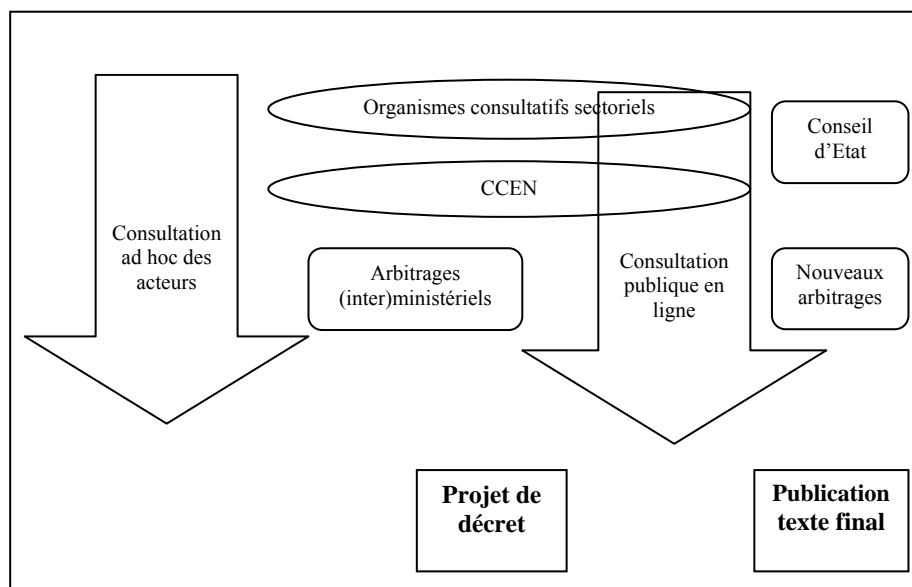 Organismes consultatifs sectoriels
Conseil
d’Etat
CCEN
Consultation
ad hoc des
acteurs
Arbitrages
(inter)ministériels
Consultation
publique en
ligne
Nouveaux
arbitrages
Projet de
décret
Publication
texte final